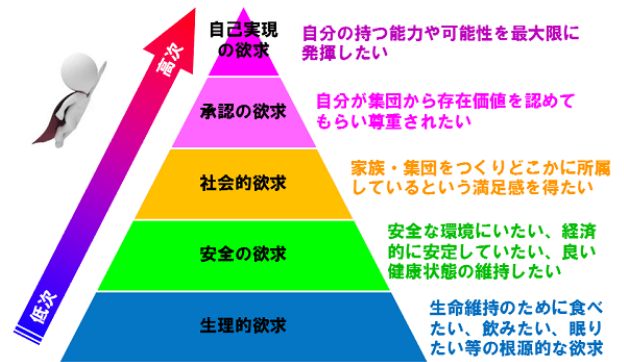 自己実現
の欲求
自分の持つ能力や可能性を最大限に
発揮したい
高次
承認の欲求
自分が集団から存在価値を認めて
もらい尊重されたい
社会的欲求
家族・集団をつくりどこかに所属
しているという満足感を得たい
安全の欲求
安全な環境にいたい、経済
的に安定していたい、良い
健康状態の維持したい
低次
生理的欲求
生命維持のために食べ
たい、飲みたい、眠り
たい等の根源的な欲求